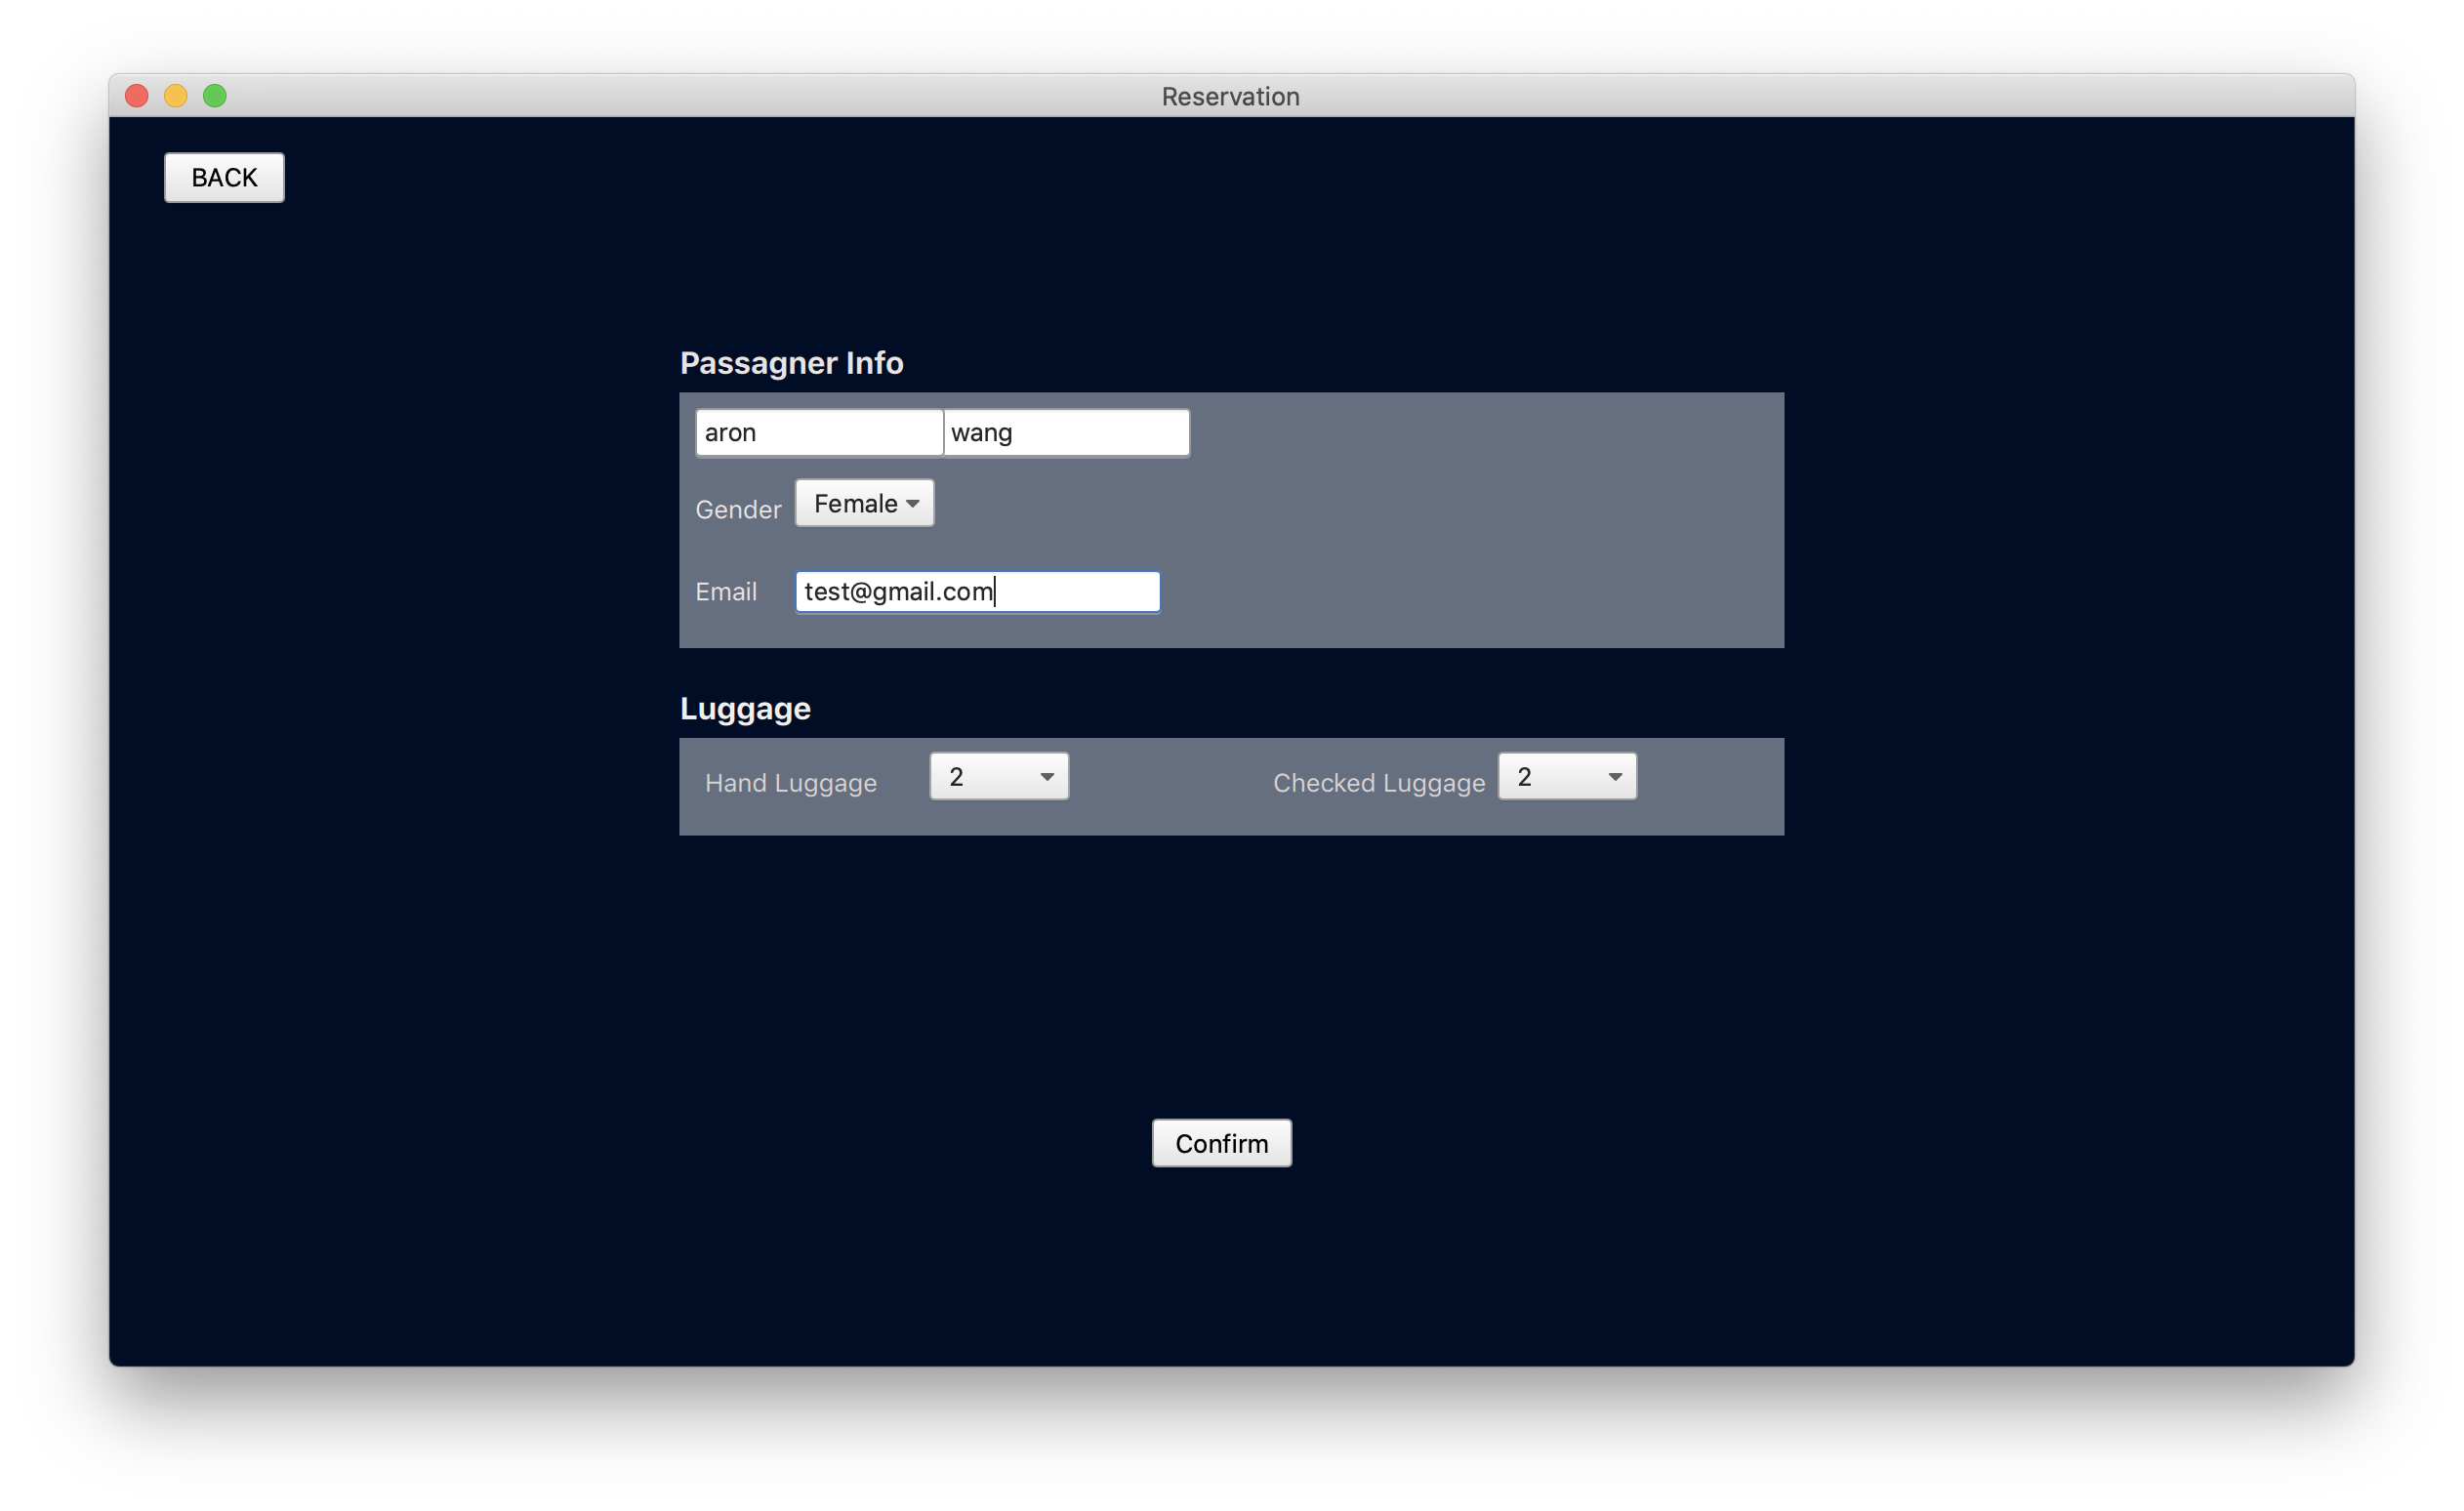 Reservation
BACK
Passagner Info
aron wang
Gender Female
Email test@gmail.com
Luggage
Hand Luggage 2 Checked Luggage 2
Confirm